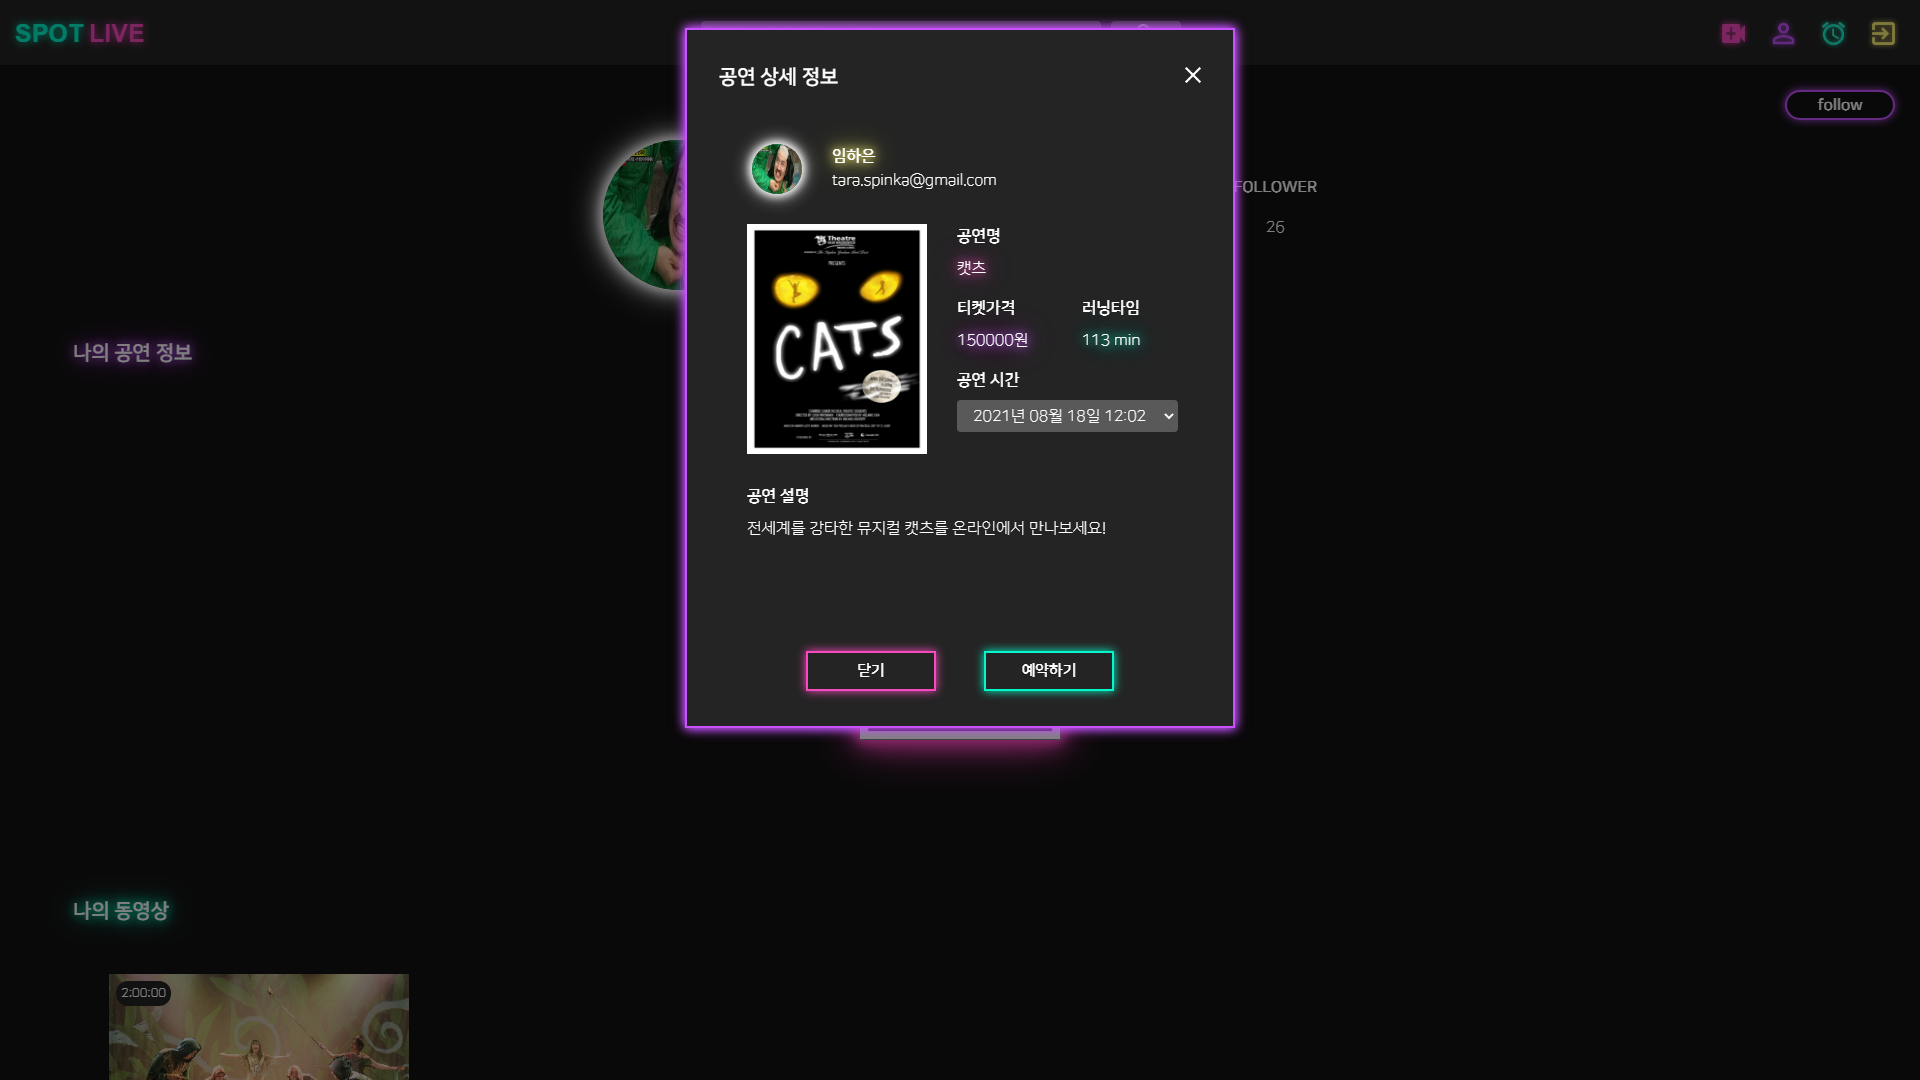 SPOT LIVE
follow
공연 상세 정보
임하은
tara.spinka@gmail.com
FOLLOWER
26
Theatre
PRESENTS
CATS
공연명
캣츠
티켓가격
러닝타임
150000원
113 min
공연 시간
2021년 08월 18일 12:02
나의 공연 정보
공연 설명
전세계를 강타한 뮤지컬 캣츠를 온라인에서 만나보세요!
닫기
예약하기
나의 동영상
2:00:00